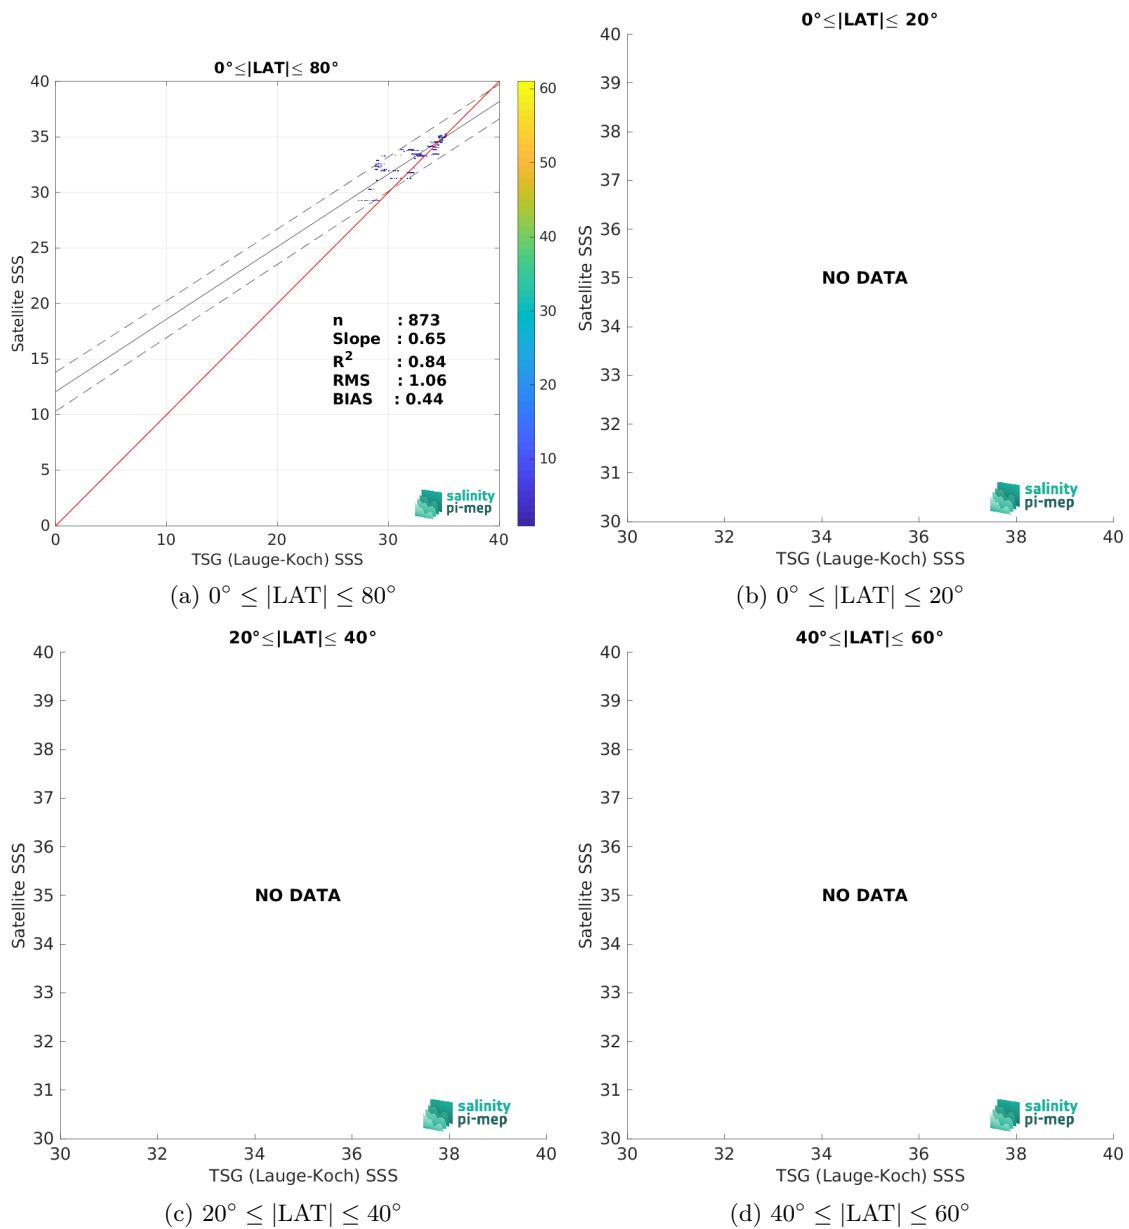 0°≤|LAT|≤ 80°
40
35
30
25
20
15
10
5
0
Satellite SSS
n : 873
Slope : 0.65
R² : 0.84
RMS : 1.06
BIAS : 0.44
salinity
pi-mep
0
10
20
30
40
TSG (Lauge-Koch) SSS
60
50
40
30
20
10
(a) 0° ≤ |LAT| ≤ 80°
0°≤|LAT|≤ 20°
40
39
38
37
36
35
34
33
32
31
30
Satellite SSS
NO DATA
salinity
pi-mep
30
32
34
36
38
40
TSG (Lauge-Koch) SSS
(b) 0° ≤ |LAT| ≤ 20°
20°≤|LAT|≤ 40°
40
39
38
37
36
35
34
33
32
31
30
Satellite SSS
NO DATA
salinity
pi-mep
30
32
34
36
38
40
TSG (Lauge-Koch) SSS
(c) 20° ≤ |LAT| ≤ 40°
40°≤|LAT|≤ 60°
40
39
38
37
36
35
34
33
32
31
30
Satellite SSS
NO DATA
salinity
pi-mep
30
32
34
36
38
40
TSG (Lauge-Koch) SSS
(d) 40° ≤ |LAT| ≤ 60°